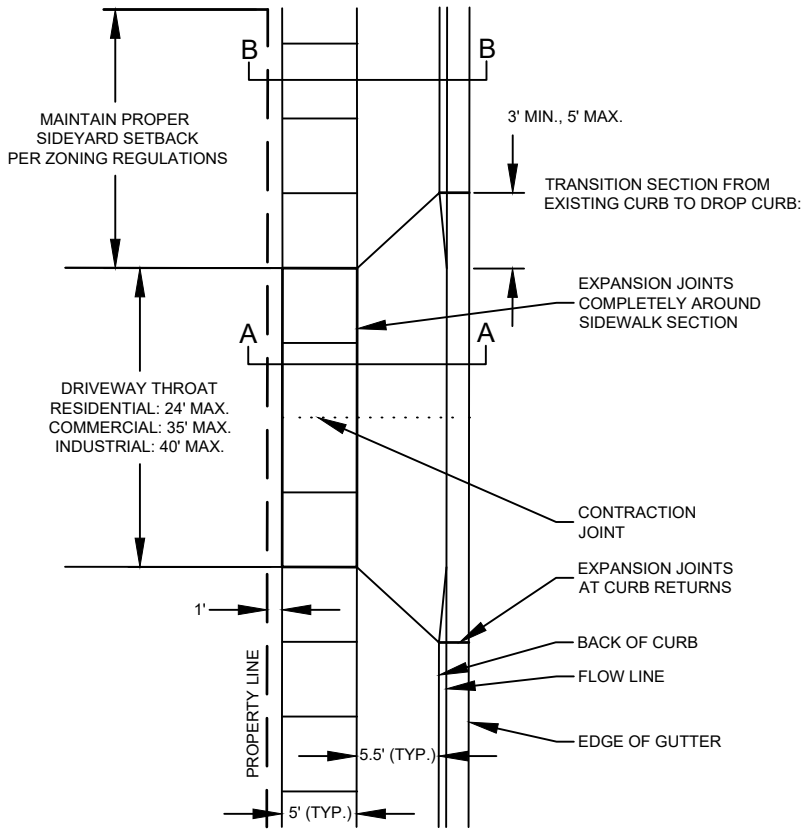 B
B
MAINTAIN PROPER
SIDEYARD SETBACK
PER ZONING REGULATIONS
3' MIN., 5' MAX.
TRANSITION SECTION FROM
EXISTING CURB TO DROP CURB:
EXPANSION JOINTS
COMPLETELY AROUND
SIDEWALK SECTION
A
A
DRIVEWAY THROAT
RESIDENTIAL: 24' MAX.
COMMERCIAL: 35' MAX.
INDUSTRIAL: 40' MAX.
CONTRACTION
JOINT
EXPANSION JOINTS
AT CURB RETURNS
1'
BACK OF CURB
FLOW LINE
PROPERTY LINE
EDGE OF GUTTER
5.5' (TYP.)
5' (TYP.)